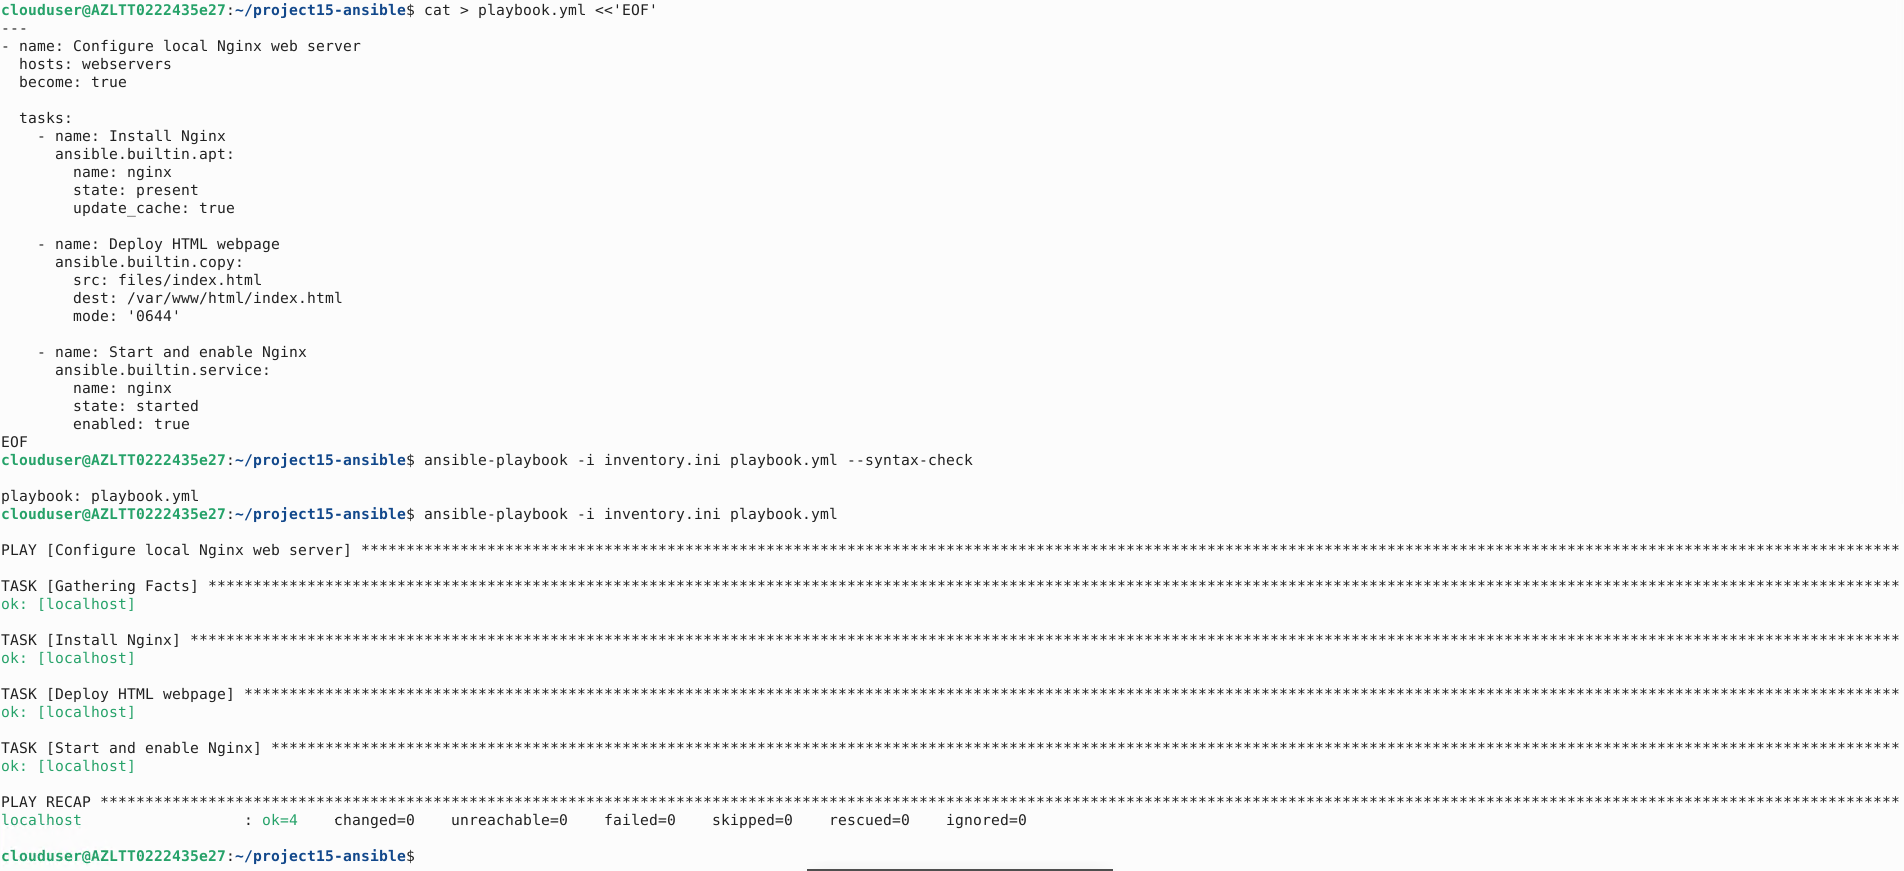 clouduser@AZLTT0222435e27:~/project15-ansible$ cat > playbook.yml <<'EOF'
---
- name: Configure local Nginx web server
  hosts: webservers
  become: true

  tasks:
    - name: Install Nginx
      ansible.builtin.apt:
        name: nginx
        state: present
        update_cache: true

    - name: Deploy HTML webpage
      ansible.builtin.copy:
        src: files/index.html
        dest: /var/www/html/index.html
        mode: '0644'

    - name: Start and enable Nginx
      ansible.builtin.service:
        name: nginx
        state: started
        enabled: true
EOF
clouduser@AZLTT0222435e27:~/project15-ansible$ ansible-playbook -i inventory.ini playbook.yml --syntax-check

playbook: playbook.yml
clouduser@AZLTT0222435e27:~/project15-ansible$ ansible-playbook -i inventory.ini playbook.yml

PLAY [Configure local Nginx web server] ***************************************************************************************************************************************************************************

TASK [Gathering Facts] ********************************************************************************************************************************************************************************************
ok: [localhost]

TASK [Install Nginx] **********************************************************************************************************************************************************************************************
ok: [localhost]

TASK [Deploy HTML webpage] ****************************************************************************************************************************************************************************************
ok: [localhost]

TASK [Start and enable Nginx] *************************************************************************************************************************************************************************************
ok: [localhost]

PLAY RECAP ********************************************************************************************************************************************************************************************************
localhost                  : ok=4    changed=0    unreachable=0    failed=0    skipped=0    rescued=0    ignored=0

clouduser@AZLTT0222435e27:~/project15-ansible$